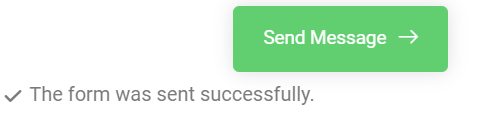 Send Message →
✓ The form was sent successfully.